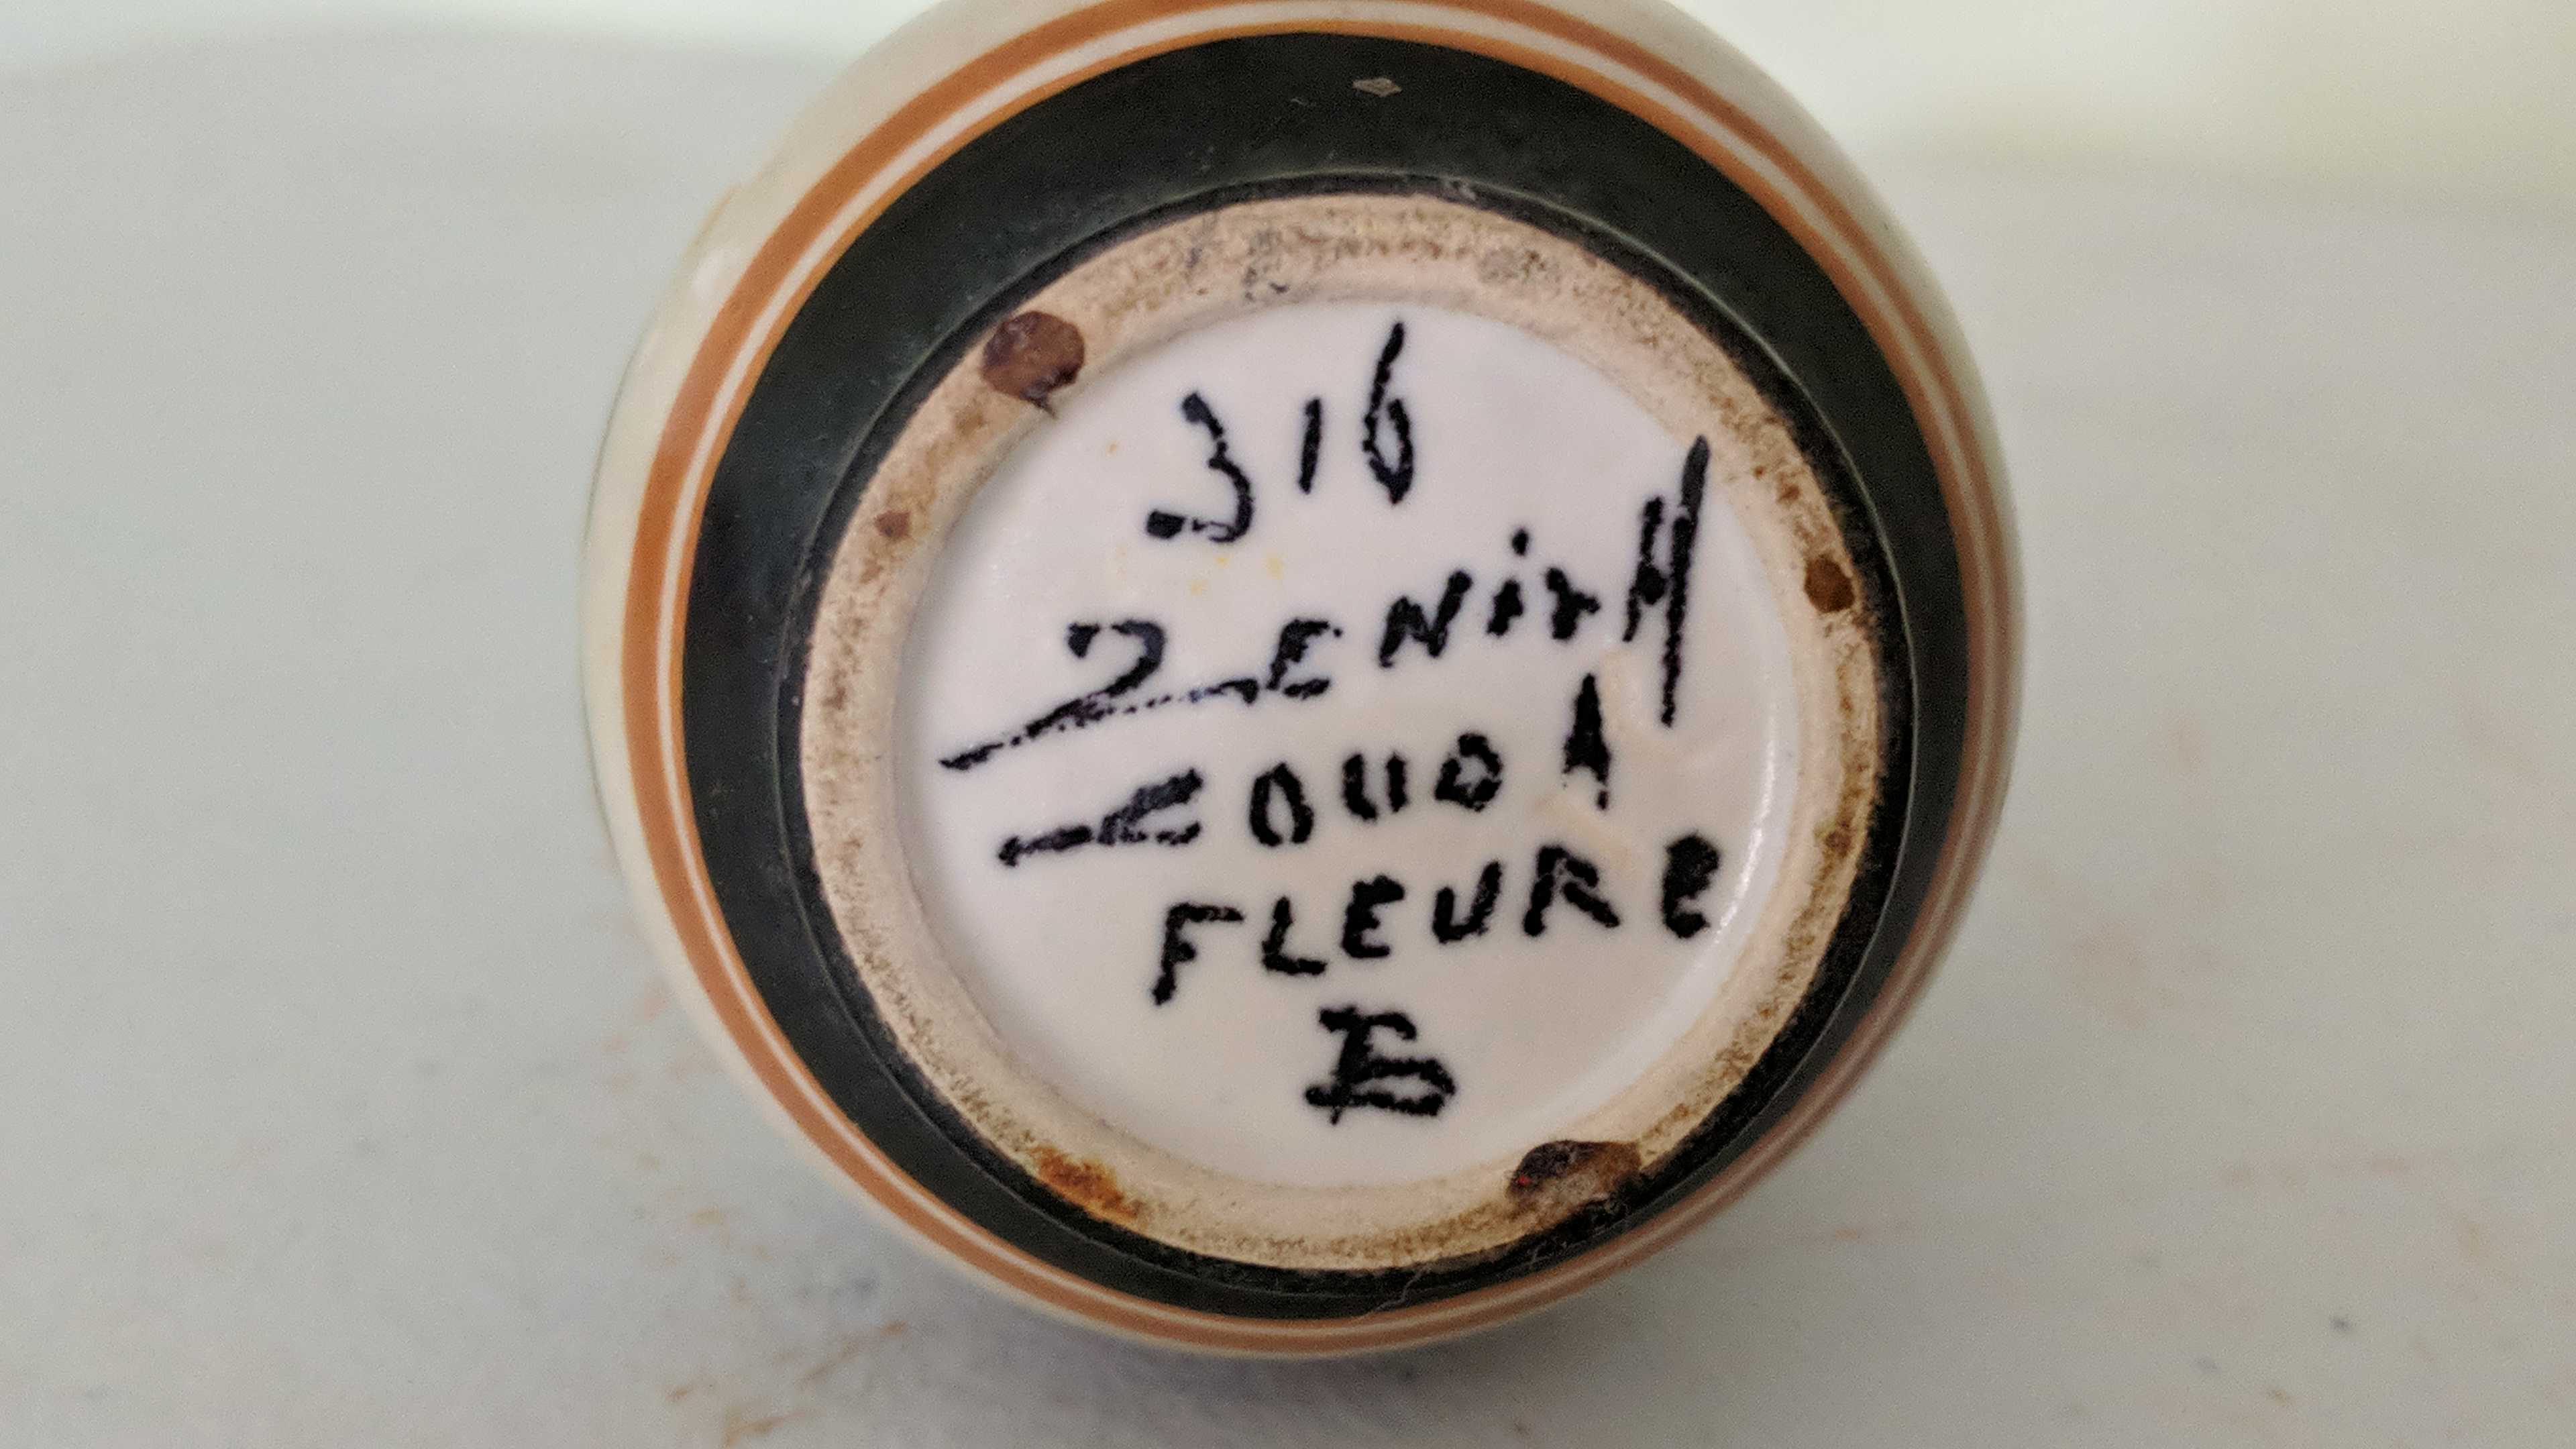 316
ZENiTH
GOUDA
FLEURE
B